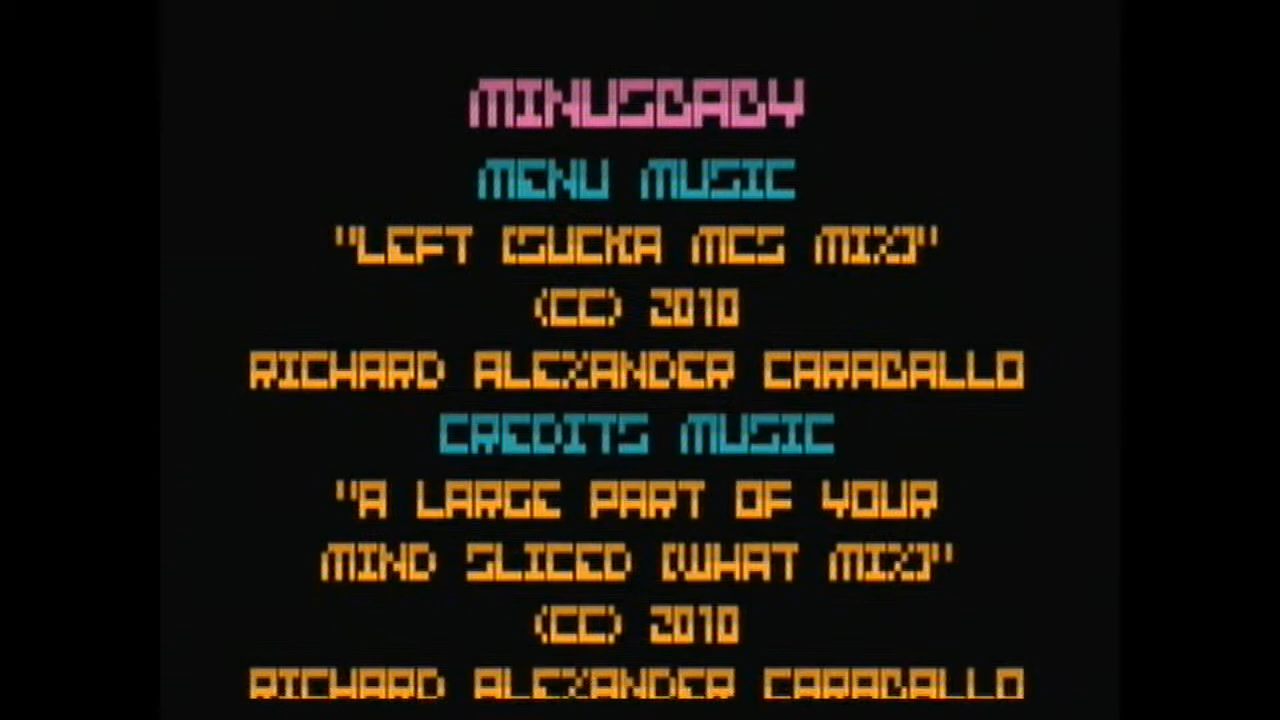 MINUSBABY
MENU MUSIC
"LEFT [SUCKA MCS MIX]"
(CC) 2010
RICHARD ALEXANDER CARABALLO
CREDITS MUSIC
"A LARGE PART OF YOUR
MIND SLICED [WHAT MIX]"
(CC) 2010
RICHARD ALEXANDER CARABALLO